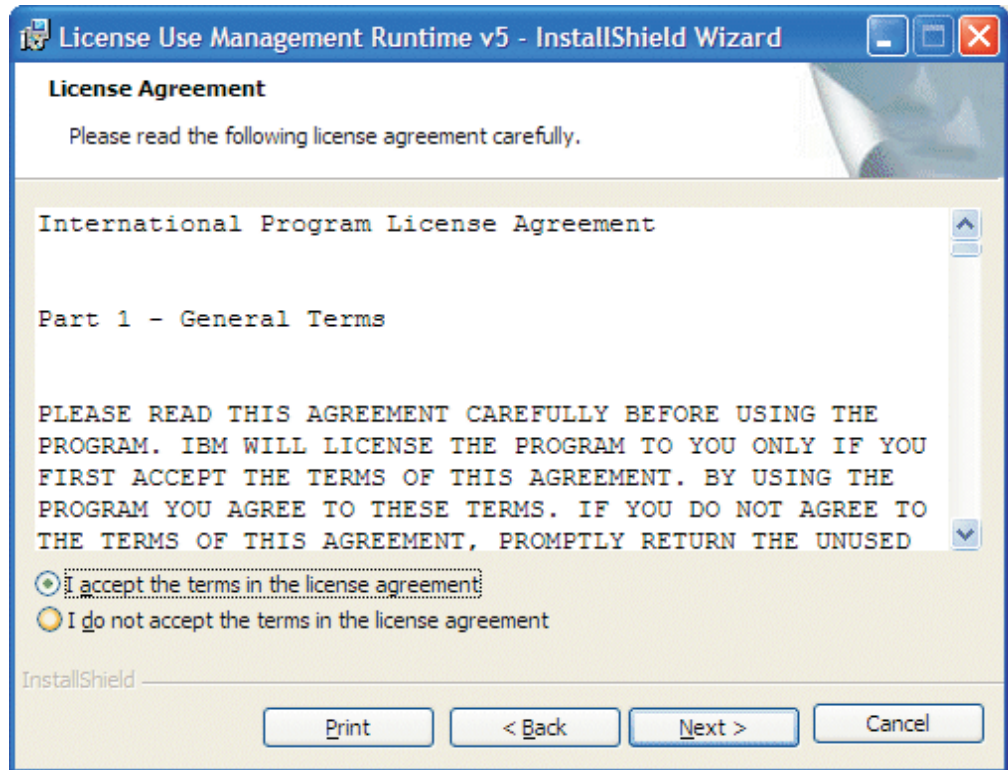 License Use Management Runtime v5 - InstallShield Wizard
License Agreement
Please read the following license agreement carefully.
International Program License Agreement
Part 1 - General Terms
PLEASE READ THIS AGREEMENT CAREFULLY BEFORE USING THE
PROGRAM. IBM WILL LICENSE THE PROGRAM TO YOU ONLY IF YOU
FIRST ACCEPT THE TERMS OF THIS AGREEMENT. BY USING THE
PROGRAM YOU AGREE TO THESE TERMS. IF YOU DO NOT AGREE TO
THE TERMS OF THIS AGREEMENT, PROMPTLY RETURN THE UNUSED
I accept the terms in the license agreement
I do not accept the terms in the license agreement
InstallShield
Print < Back Next > Cancel